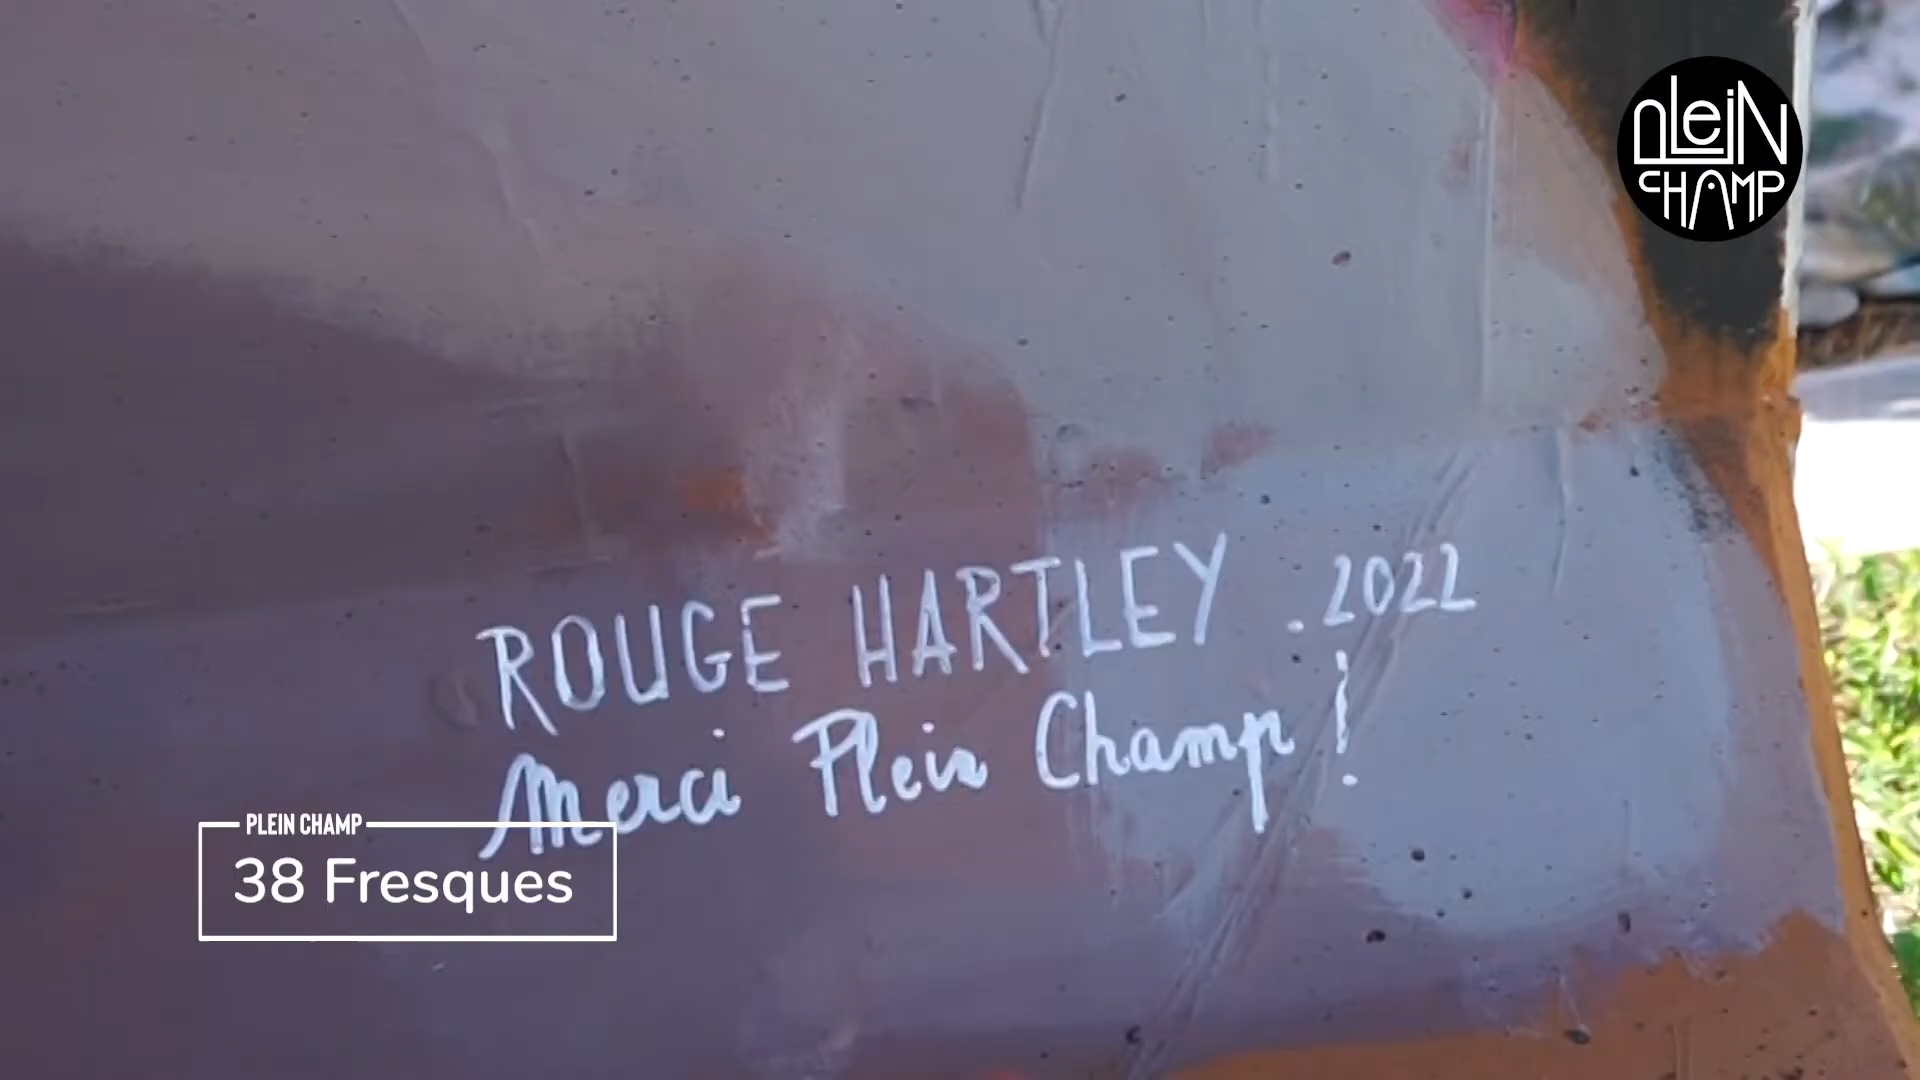 PLEIN
CHAMP
ROUGE HARTLEY . 2022
Merci Plein Champ !
PLEIN CHAMP
38 Fresques